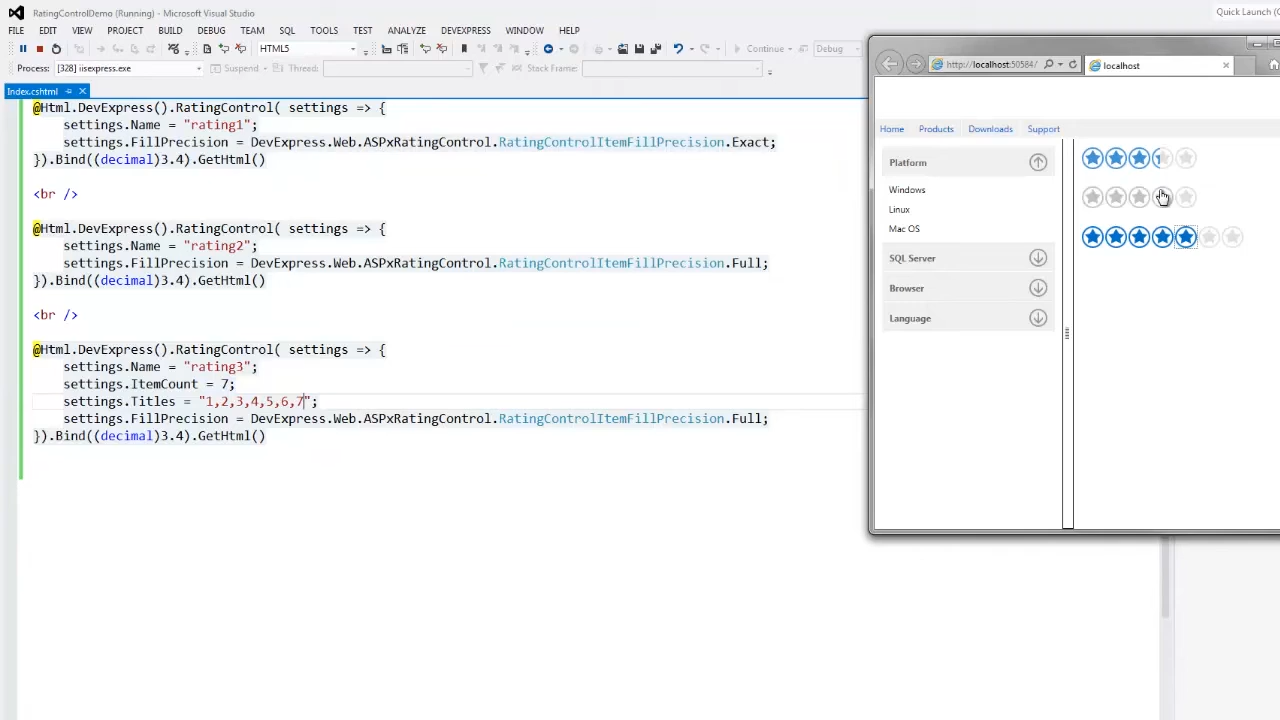 RatingControlDemo (Running) - Microsoft Visual Studio
Quick Launch (C
FILE EDIT VIEW PROJECT BUILD DEBUG TEAM SQL TOOLS TEST ANALYZE DEVEXPRESS WINDOW HELP
HTML5 Continue Debug
Process: [328] iisexpress.exe Suspend Thread: Stack Frame:
Index.cshtml
@Html.DevExpress().RatingControl( settings => {
settings.Name = "rating1";
settings.FillPrecision = DevExpress.Web.ASPxRatingControl.RatingControlItemFillPrecision.Exact;
}).Bind((decimal)3.4).GetHtml()
<br />
@Html.DevExpress().RatingControl( settings => {
settings.Name = "rating2";
settings.FillPrecision = DevExpress.Web.ASPxRatingControl.RatingControlItemFillPrecision.Full;
}).Bind((decimal)3.4).GetHtml()
<br />
@Html.DevExpress().RatingControl( settings => {
settings.Name = "rating3";
settings.ItemCount = 7;
settings.Titles = "1,2,3,4,5,6,7";
settings.FillPrecision = DevExpress.Web.ASPxRatingControl.RatingControlItemFillPrecision.Full;
}).Bind((decimal)3.4).GetHtml()
http://localhost:50584/ localhost
Home Products Downloads Support
Platform
Windows
Linux
Mac OS
SQL Server
Browser
Language